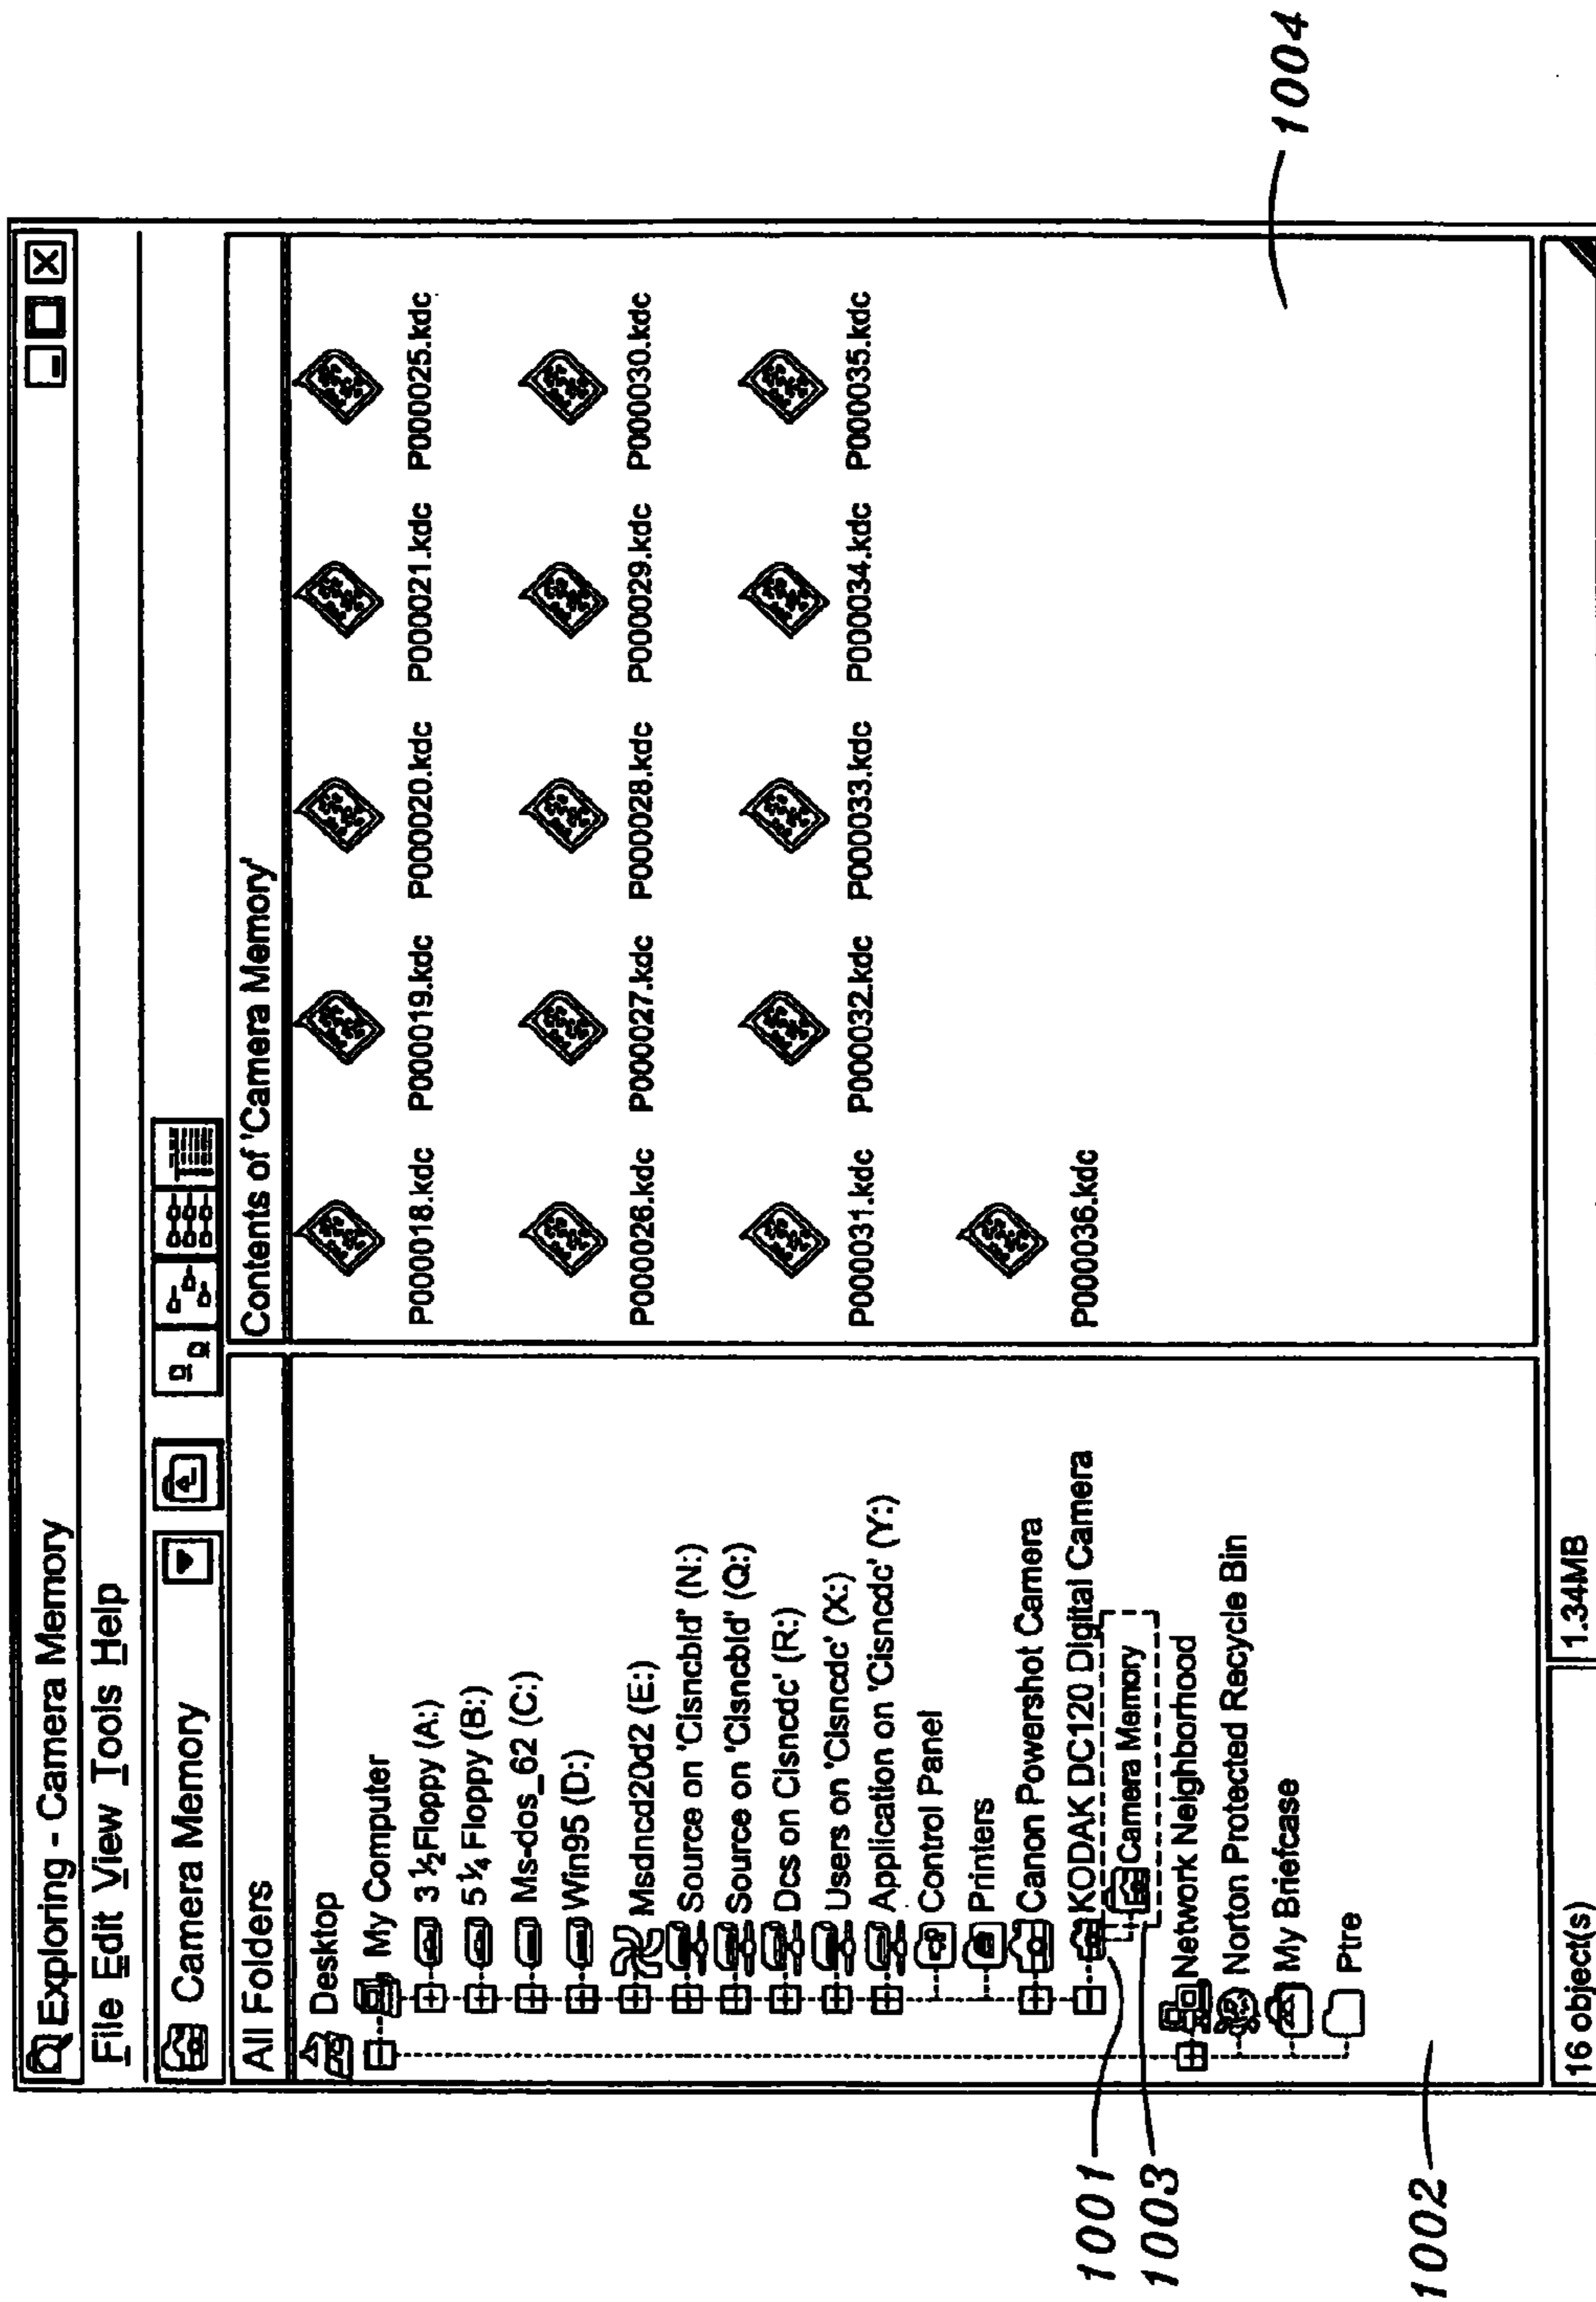 Exploring - Camera Memory
File Edit View Tools Help
Camera Memory
All Folders
Contents of 'Camera Memory'
Desktop
My Computer
3 ½ Floppy (A:)
5 ¼ Floppy (B:)
Ms-dos_62 (C:)
Win95 (D:)
Msdncd20d2 (E:)
Source on 'Cisncbld' (N:)
Source on 'Cisncbld' (Q:)
Dcs on Cisncdc' (R:)
Users on 'Cisncdc' (X:)
Application on 'Cisncdc' (Y:)
Control Panel
Printers
Canon Powershot Camera
KODAK DC120 Digital Camera
Camera Memory
Network Neighborhood
Norton Protected Recycle Bin
My Briefcase
Ptre
P000018.kdc P000019.kdc P000020.kdc P000021.kdc P000025.kdc
P000026.kdc P000027.kdc P000028.kdc P000029.kdc P000030.kdc
P000031.kdc P000032.kdc P000033.kdc P000034.kdc P000035.kdc
P000036.kdc
16 object(s)
1.34MB
1001
1003
1002
1004